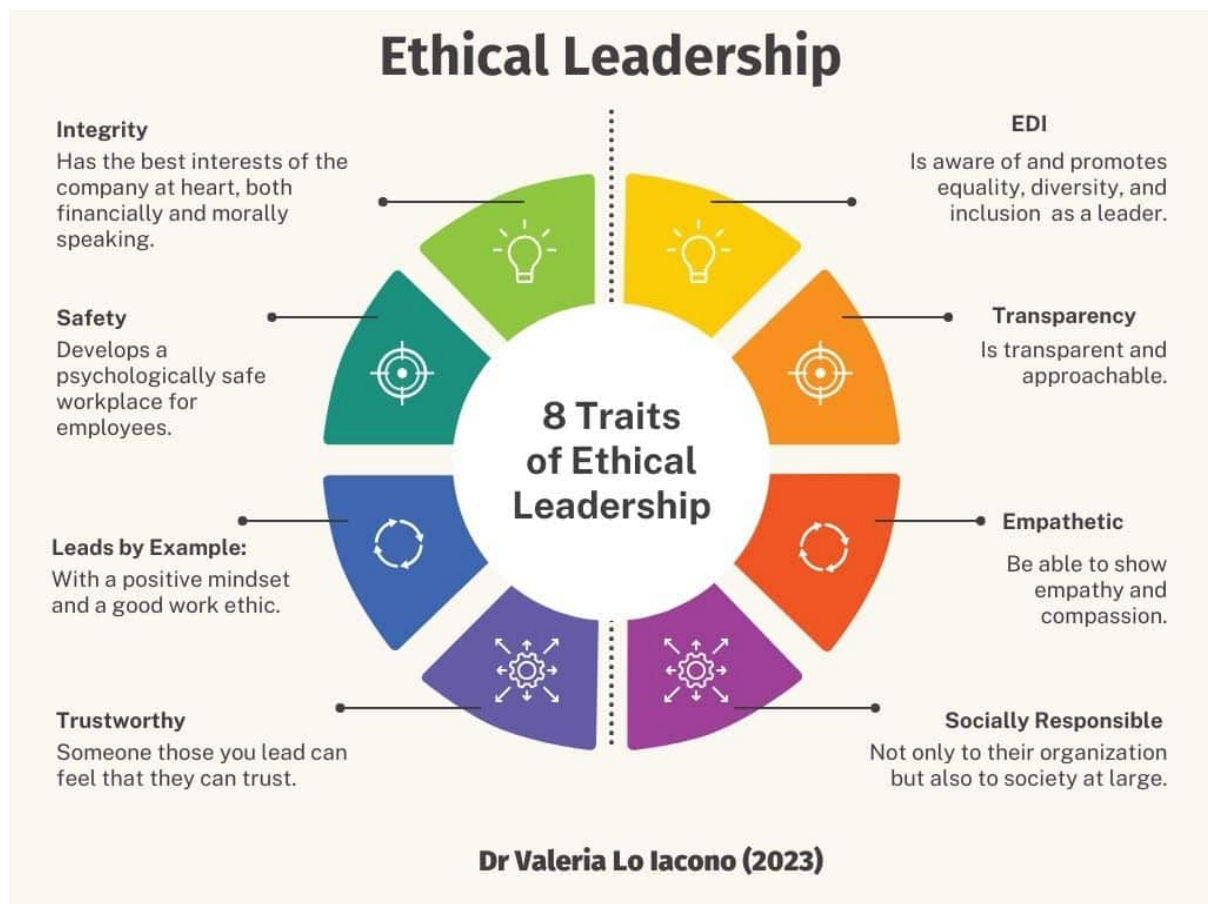 Ethical Leadership
Integrity
Has the best interests of the
company at heart, both
financially and morally
speaking.
Safety
Develops a
psychologically safe
workplace for
employees.
Leads by Example:
With a positive mindset
and a good work ethic.
Trustworthy
Someone those you lead can
feel that they can trust.
8 Traits
of Ethical
Leadership
EDI
Is aware of and promotes
equality, diversity, and
inclusion as a leader.
Transparency
Is transparent and
approachable.
Empathetic
Be able to show
empathy and
compassion.
Socially Responsible
Not only to their organization
but also to society at large.
Dr Valeria Lo Iacono (2023)